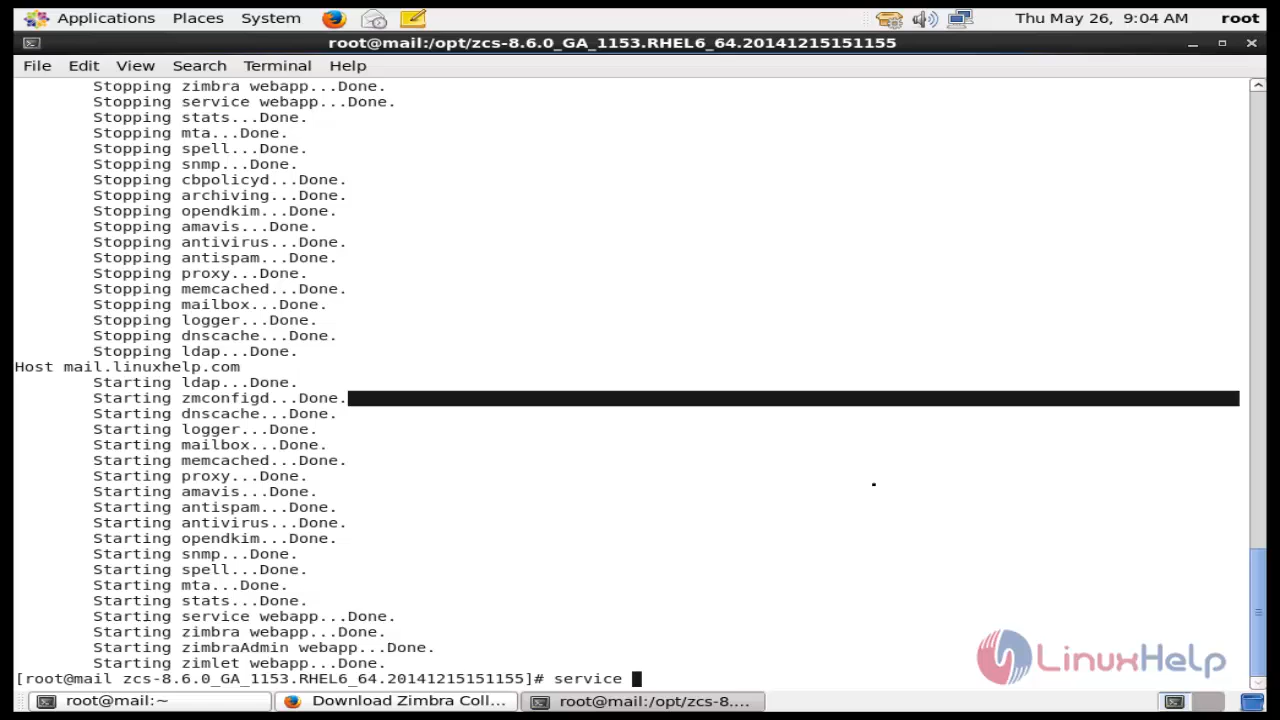 Applications Places System Thu May 26, 9:04 AM root
root@mail:/opt/zcs-8.6.0_GA_1153.RHEL6_64.20141215151155
File Edit View Search Terminal Help
Stopping zimbra webapp...Done.
Stopping service webapp...Done.
Stopping stats...Done.
Stopping mta...Done.
Stopping spell...Done.
Stopping snmp...Done.
Stopping cbpolicyd...Done.
Stopping archiving...Done.
Stopping opendkim...Done.
Stopping amavis...Done.
Stopping antivirus...Done.
Stopping antispam...Done.
Stopping proxy...Done.
Stopping memcached...Done.
Stopping mailbox...Done.
Stopping logger...Done.
Stopping dnscache...Done.
Stopping ldap...Done.
Host mail.linuxhelp.com
Starting ldap...Done.
Starting zmconfigd...Done.
Starting dnscache...Done.
Starting logger...Done.
Starting mailbox...Done.
Starting memcached...Done.
Starting proxy...Done.
Starting amavis...Done.
Starting antispam...Done.
Starting antivirus...Done.
Starting opendkim...Done.
Starting snmp...Done.
Starting spell...Done.
Starting mta...Done.
Starting stats...Done.
Starting service webapp...Done.
Starting zimbra webapp...Done.
Starting zimbraAdmin webapp...Done.
Starting zimlet webapp...Done.
[root@mail zcs-8.6.0_GA_1153.RHEL6_64.20141215151155]# service
LinuxHelp
root@mail:~ Download Zimbra Coll... root@mail:/opt/zcs-8....